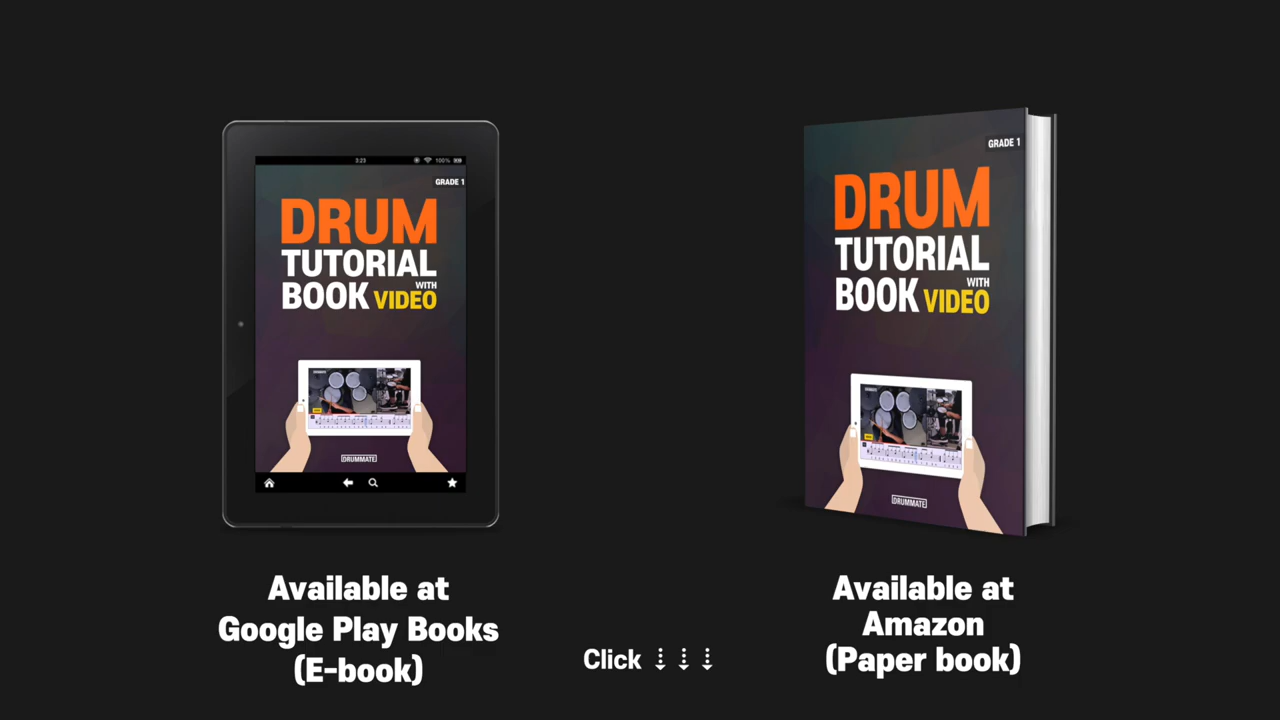 3:23
100%
GRADE 1
DRUM
TUTORIAL
WITH
BOOK VIDEO
DRUMMATE
Available at
Google Play Books
(E-book)
Click
GRADE 1
DRUM
TUTORIAL
WITH
BOOK VIDEO
DRUMMATE
Available at
Amazon
(Paper book)